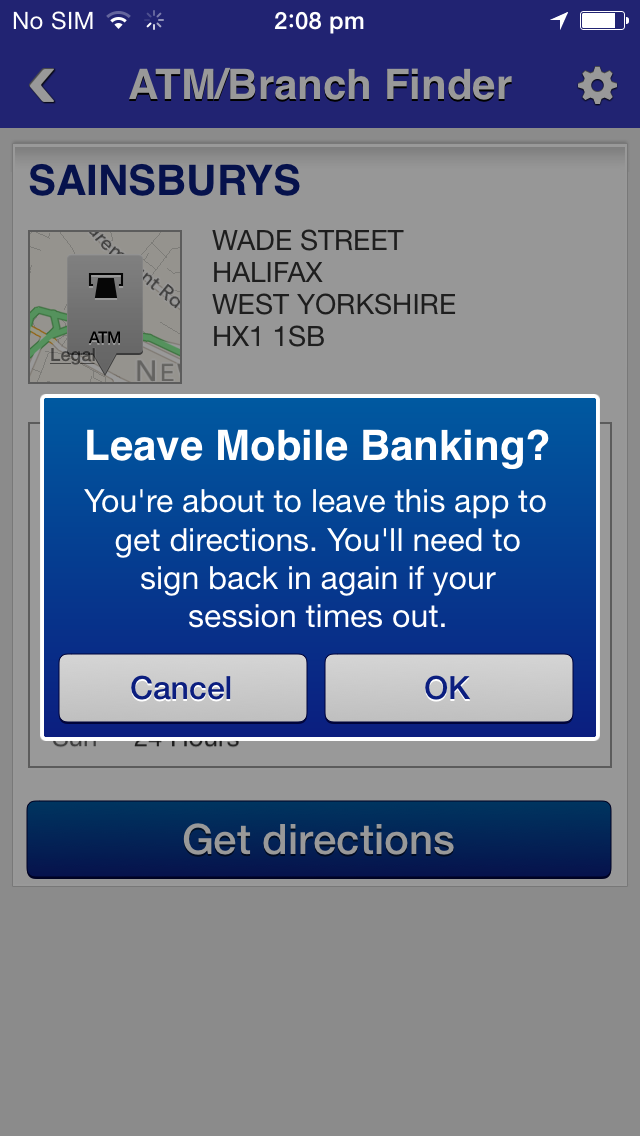 No SIM 2:08 pm
ATM/Branch Finder
SAINSBURYS
WADE STREET
HALIFAX
WEST YORKSHIRE
HX1 1SB
ATM
Legal
Leave Mobile Banking?
You're about to leave this app to
get directions. You'll need to
sign back in again if your
session times out.
Cancel OK
Sun 24 Hours
Get directions